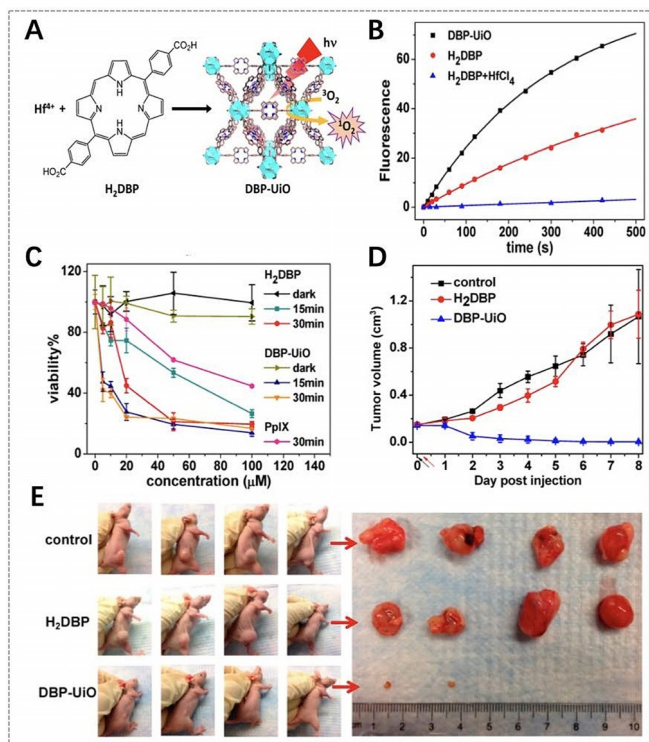 A
CO₂H
NH
N
N
HN
HO₂C
Hf⁴⁺ +
H₂DBP
hν
³O₂
¹O₂
DBP-UiO
B
DBP-UiO
H₂DBP
H₂DBP+HfCl₄
Fluorescence
60
40
20
0
0 100 200 300 400 500
time (s)
C
H₂DBP
dark
15min
30min
DBP-UiO
dark
15min
30min
PpIX
30min
viability%
120
80
40
0
0 20 40 60 80 100 120 140
concentration (μM)
D
control
H₂DBP
DBP-UiO
Tumor volume (cm³)
1.2
0.8
0.4
0.0
0 1 2 3 4 5 6 7 8
Day post injection
E
control
H₂DBP
DBP-UiO
1 2 3 4 5 6 7 8 9 10